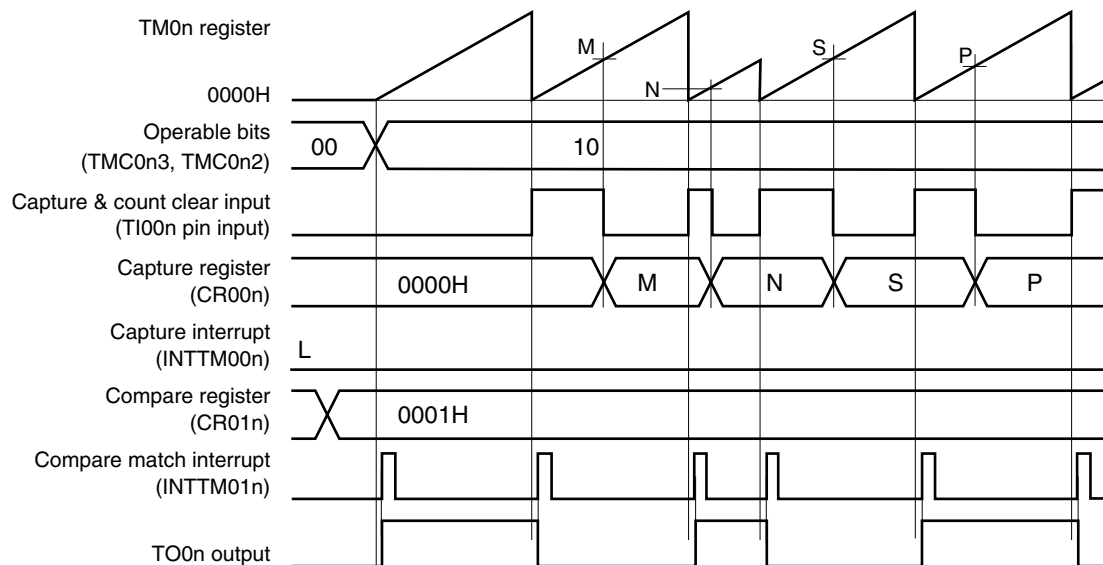 TM0n register
M
S
P
N
0000H
Operable bits
(TMC0n3, TMC0n2)
00
10
Capture & count clear input
(TI00n pin input)
Capture register
(CR00n)
0000H
M
N
S
P
Capture interrupt
(INTTM00n)
L
Compare register
(CR01n)
0001H
Compare match interrupt
(INTTM01n)
TO0n output